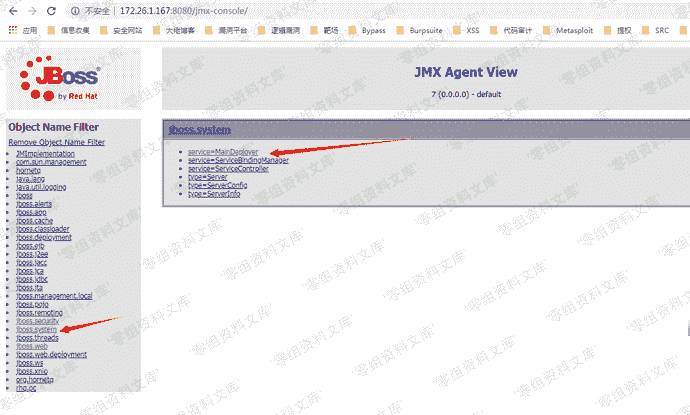 不安全 | 172.26.1.167:8080/jmx-console/
应用 信息收集 安全网站 大佬博客 漏洞平台 逻辑漏洞 靶场 Bypass Burpsuite XSS 代码审计 Metasploit 提权 SRC
JBoss
by Red Hat
JMX Agent View
7 (0.0.0.0) - default
Object Name Filter
Remove Object Name Filter
JMImplementation
com.sun.management
hornetq
java.lang
java.util.logging
jboss
jboss.alerts
jboss.aop
jboss.cache
jboss.classloader
jboss.deployment
jboss.ejb
jboss.j2ee
jboss.jacc
jboss.jca
jboss.jdbc
jboss.jta
jboss.management.local
jboss.pojo
jboss.remoting
jboss.security
jboss.system
jboss.threads
jboss.web
jboss.web.deployment
jboss.ws
jboss.xnio
org.hornetq
rhq.pc
jboss.system
service=MainDeployer
service=ServiceBindingManager
service=ServiceController
type=Server
type=ServerConfig
type=ServerInfo
零组资料文库